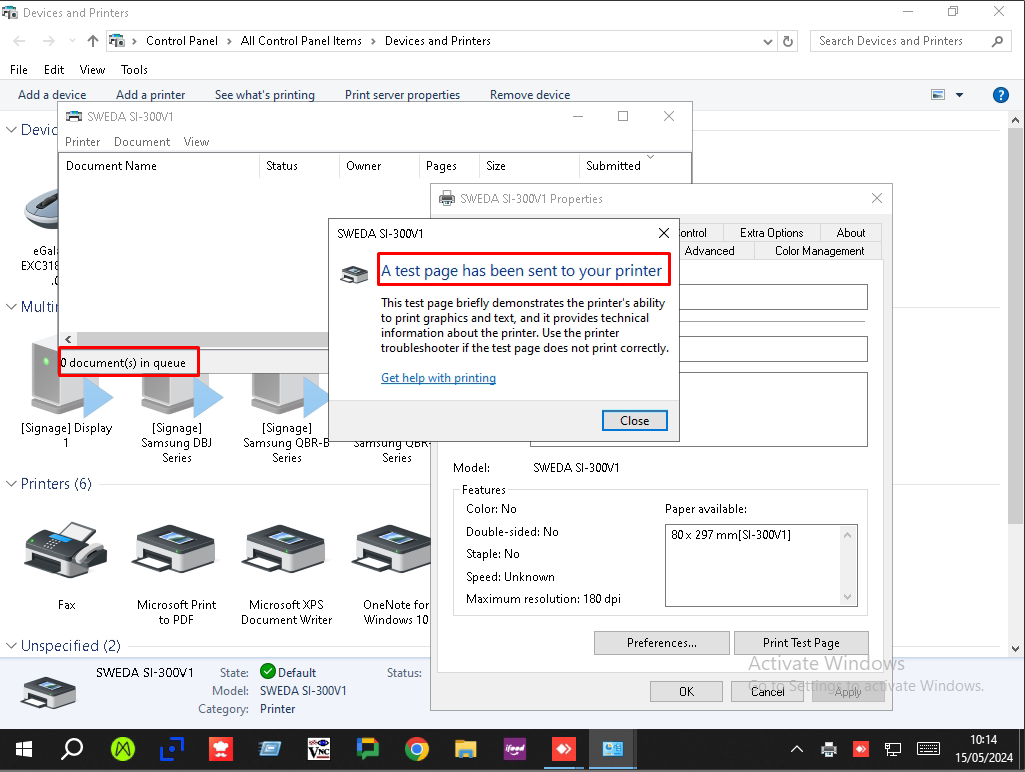 Devices and Printers
Control Panel > All Control Panel Items > Devices and Printers
Search Devices and Printers
File Edit View Tools
Add a device Add a printer See what's printing Print server properties Remove device
SWEDA SI-300V1
Printer Document View
Document Name Status Owner Pages Size Submitted
0 document(s) in queue
SWEDA SI-300V1 Properties
Extra Options About
Advanced Color Management
SWEDA SI-300V1
A test page has been sent to your printer
This test page briefly demonstrates the printer's ability
to print graphics and text, and it provides technical
information about the printer. Use the printer
troubleshooter if the test page does not print correctly.
Get help with printing
Close
[Signage] Display
1
[Signage]
Samsung DBJ
Series
[Signage]
Samsung QBR-B
Series
Samsung QBR-
Series
Model: SWEDA SI-300V1
Features
Color: No
Double-sided: No
Staple: No
Speed: Unknown
Maximum resolution: 180 dpi
Paper available:
80 x 297 mm[SI-300V1]
Preferences... Print Test Page
OK Cancel Apply
Printers (6)
Fax
Microsoft Print
to PDF
Microsoft XPS
Document Writer
OneNote for
Windows 10
Unspecified (2)
SWEDA SI-300V1 State: Default Status:
Model: SWEDA SI-300V1
Category: Printer
Activate Windows
Go to Settings to activate Windows.
VNC
ifood
10:14
15/05/2024